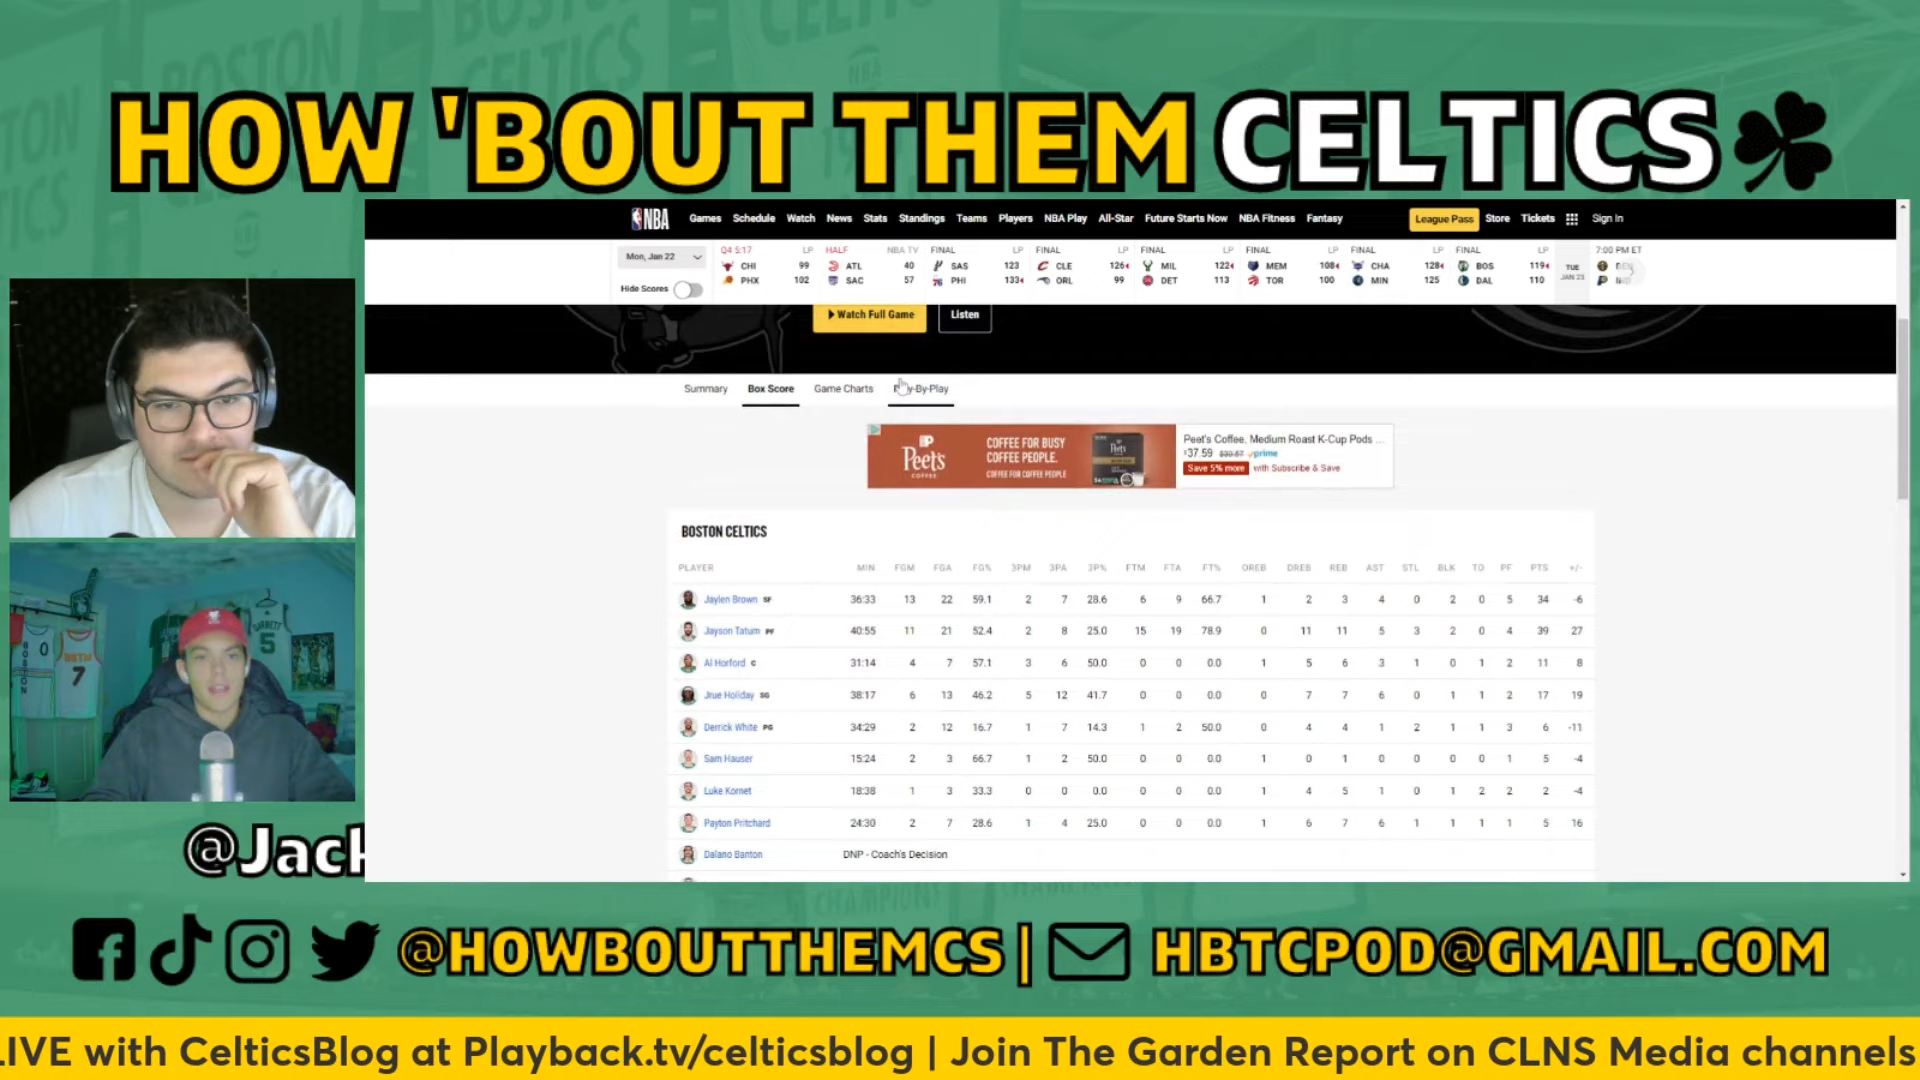 HOW 'BOUT THEM CELTICS
NBA Games Schedule Watch News Stats Standings Teams Players NBA Play All-Star Future Starts Now NBA Fitness Fantasy League Pass Store Tickets Sign In
Mon, Jan 22
Hide Scores
Q4 5:17 LP
CHI 99
PHX 102
HALF NBA TV
ATL 40
SAC 57
FINAL LP
SAS 123
PHI 133
FINAL LP
CLE 126
ORL 99
FINAL LP
MIL 122
DET 113
FINAL LP
MEM 108
TOR 100
FINAL LP
CHA 128
MIN 125
FINAL LP
BOS 119
DAL 110
TUE
JAN 23
7:00 PM ET
Watch Full Game Listen
Summary Box Score Game Charts y-By-Play
Peet's
COFFEE
COFFEE FOR BUSY
COFFEE PEOPLE.
COFFEE FOR COFFEE PEOPLE
Peet's Coffee, Medium Roast K-Cup Pods ...
$37.59 prime
Save 5% more with Subscribe & Save
BOSTON CELTICS
PLAYER MIN FGM FGA FG% 3PM 3PA 3P% FTM FTA FT% OREB DREB REB AST STL BLK TO PF PTS +/-
Jaylen Brown SF 36:33 13 22 59.1 2 7 28.6 6 9 66.7 1 2 3 4 0 2 0 5 34 -6
Jayson Tatum PF 40:55 11 21 52.4 2 8 25.0 15 19 78.9 0 11 11 5 3 2 0 4 39 27
Al Horford C 31:14 4 7 57.1 3 6 50.0 0 0 0.0 1 5 6 3 1 0 1 2 11 8
Jrue Holiday SG 38:17 6 13 46.2 5 12 41.7 0 0 0.0 0 7 7 6 0 1 1 2 17 19
Derrick White PG 34:29 2 12 16.7 1 7 14.3 1 2 50.0 0 4 4 1 2 1 1 3 6 -11
Sam Hauser 15:24 2 3 66.7 1 2 50.0 0 0 0.0 1 0 1 0 0 0 0 1 5 -4
Luke Kornet 18:38 1 3 33.3 0 0 0.0 0 0 0.0 1 4 5 1 0 1 2 2 2 -4
Payton Pritchard 24:30 2 7 28.6 1 4 25.0 0 0 0.0 1 6 7 6 1 1 1 1 5 16
Dalano Banton DNP - Coach's Decision
@Jack
@HOWBOUTTHEMCS | HBTCPOD@GMAIL.COM
LIVE with CelticsBlog at Playback.tv/celticsblog | Join The Garden Report on CLNS Media channels